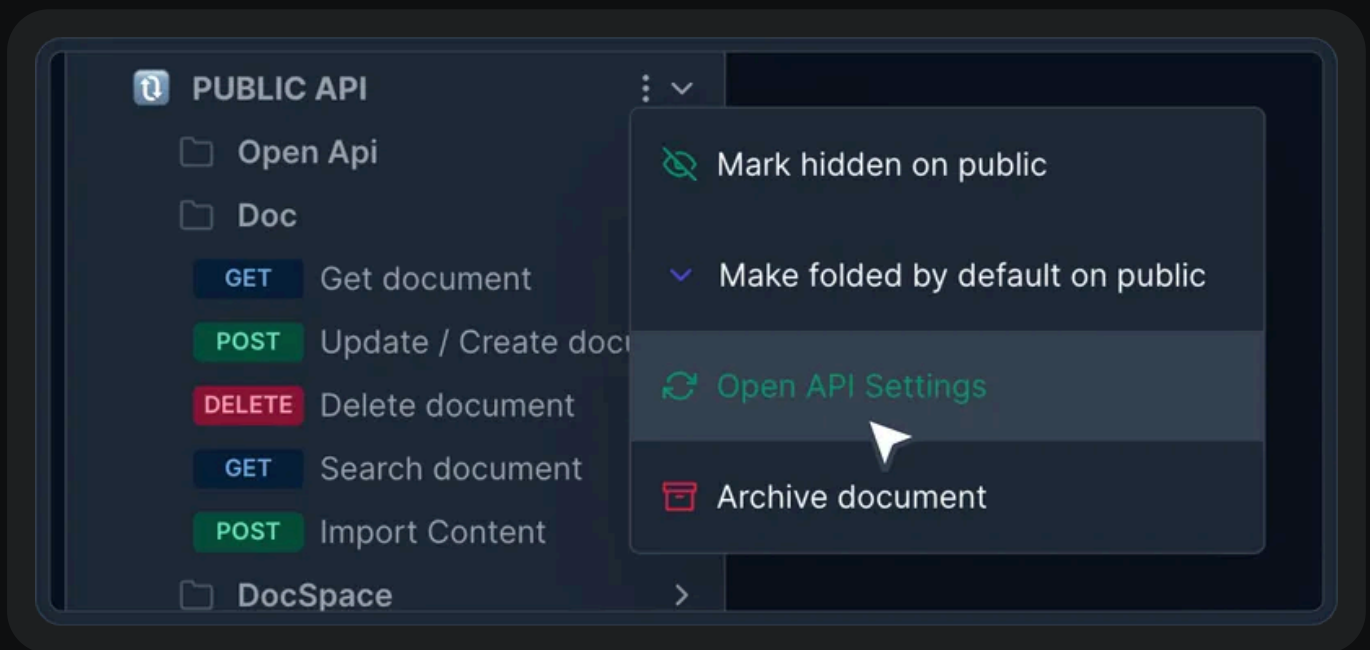 PUBLIC API
Open Api
Doc
GET Get document
POST Update / Create docu
DELETE Delete document
GET Search document
POST Import Content
DocSpace
Mark hidden on public
Make folded by default on public
Open API Settings
Archive document